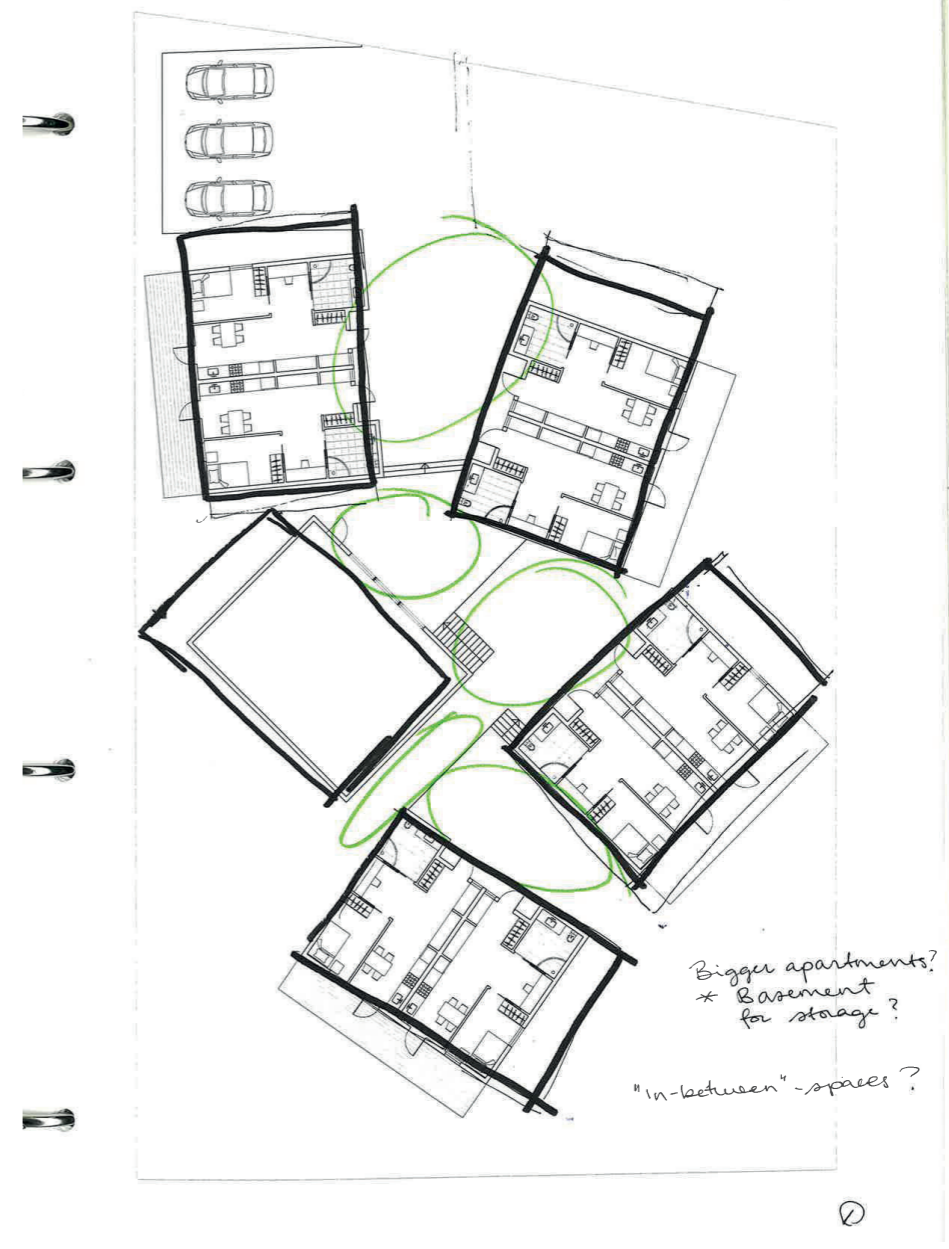 Bigger apartments?
* Basement
for storage?
"in-between"-spaces?